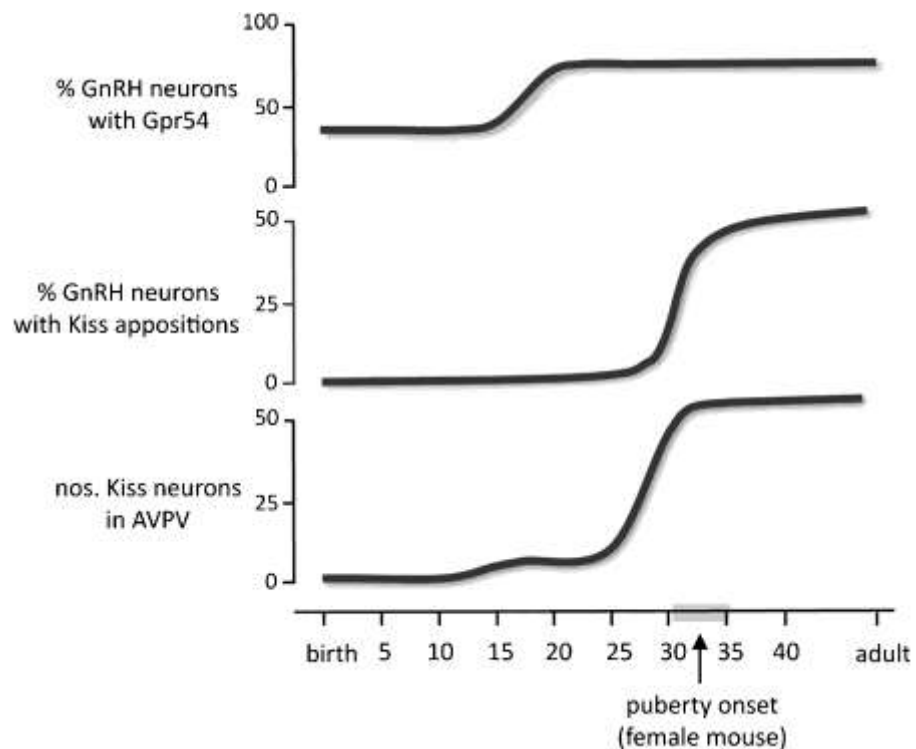 100
% GnRH neurons
with Gpr54
50
0
50
% GnRH neurons
with Kiss appositions
25
0
50
nos. Kiss neurons
in AVPV
25
0
birth 5 10 15 20 25 30 35 40 adult
puberty onset
(female mouse)